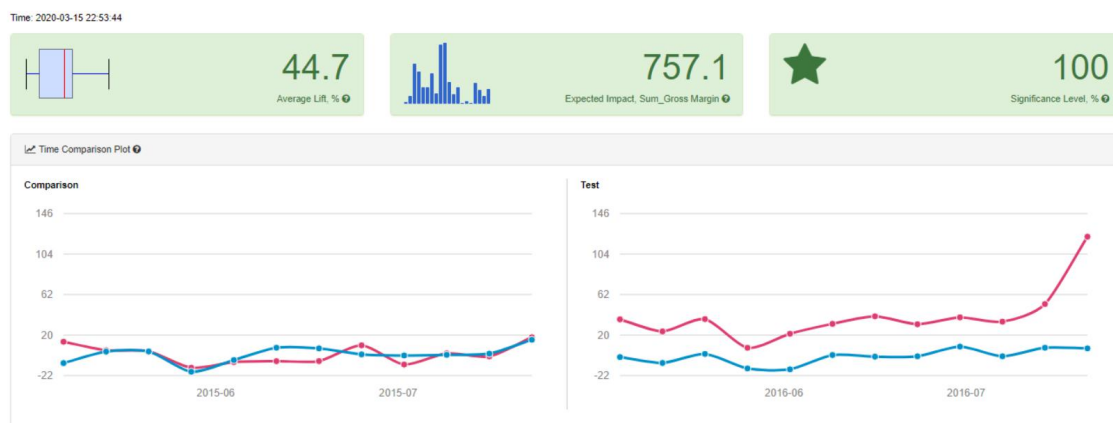 Time: 2020-03-15 22:53:44
44.7
Average Lift, %
757.1
Expected Impact, Sum_Gross Margin
100
Significance Level, %
Time Comparison Plot
Comparison
146
104
62
20
-22
2015-06 2015-07
Test
146
104
62
20
-22
2016-06 2016-07